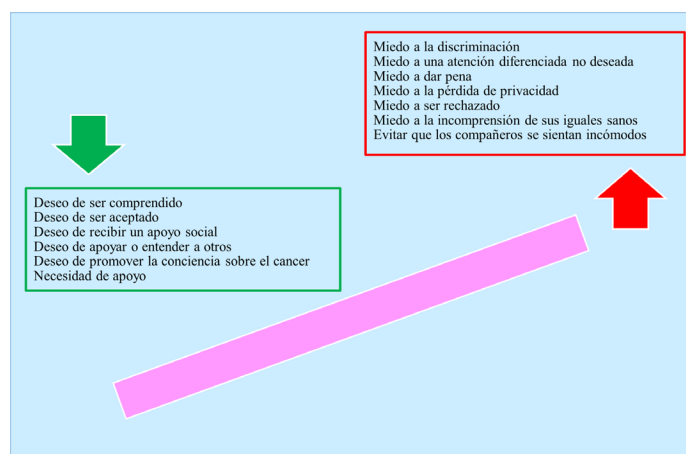 Miedo a la discriminación
Miedo a una atención diferenciada no deseada
Miedo a dar pena
Miedo a la pérdida de privacidad
Miedo a ser rechazado
Miedo a la incomprensión de sus iguales sanos
Evitar que los compañeros se sientan incómodos
Deseo de ser comprendido
Deseo de ser aceptado
Deseo de recibir un apoyo social
Deseo de apoyar o entender a otros
Deseo de promover la conciencia sobre el cancer
Necesidad de apoyo